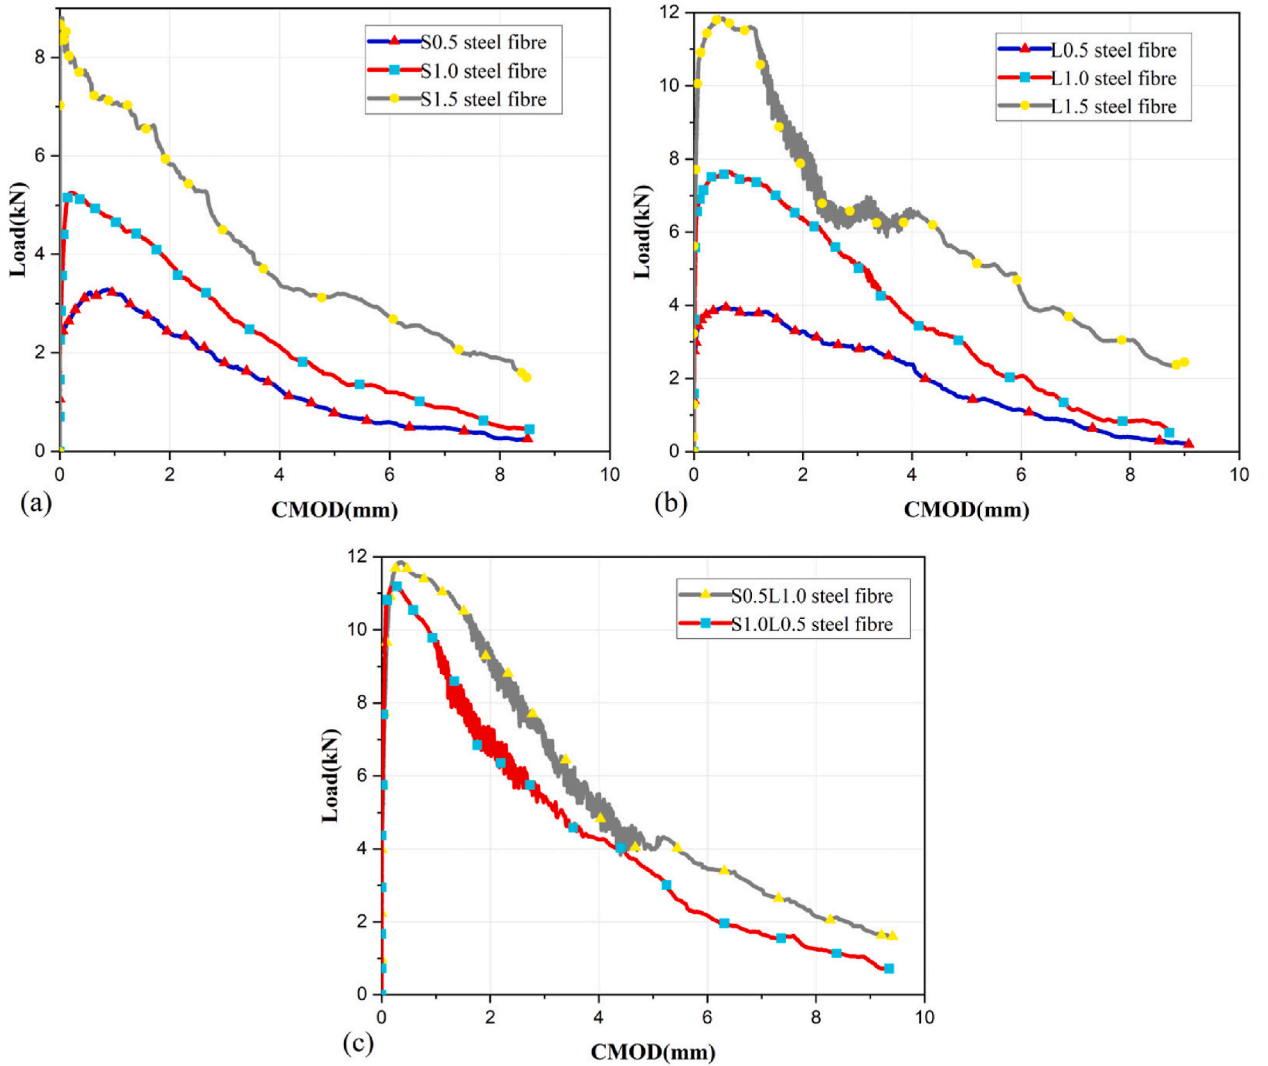 S0.5 steel fibre
S1.0 steel fibre
S1.5 steel fibre
8
6
4
2
0
0 2 4 6 8 10
Load(kN)
CMOD(mm)
(a)
L0.5 steel fibre
L1.0 steel fibre
L1.5 steel fibre
12
10
8
6
4
2
0
0 2 4 6 8 10
Load(kN)
CMOD(mm)
(b)
S0.5L1.0 steel fibre
S1.0L0.5 steel fibre
12
10
8
6
4
2
0
0 2 4 6 8 10
Load(kN)
CMOD(mm)
(c)